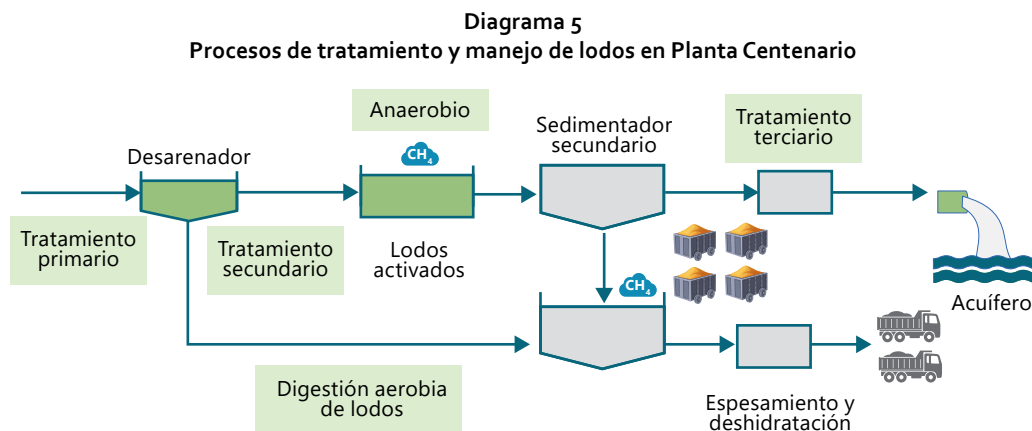 Diagrama 5
Procesos de tratamiento y manejo de lodos en Planta Centenario
Anaerobio
CH4
Desarenador
Sedimentador
secundario
Tratamiento
terciario
Tratamiento
primario
Tratamiento
secundario
Lodos
activados
CH4
Acuífero
Digestión aerobia
de lodos
Espesamiento y
deshidratación